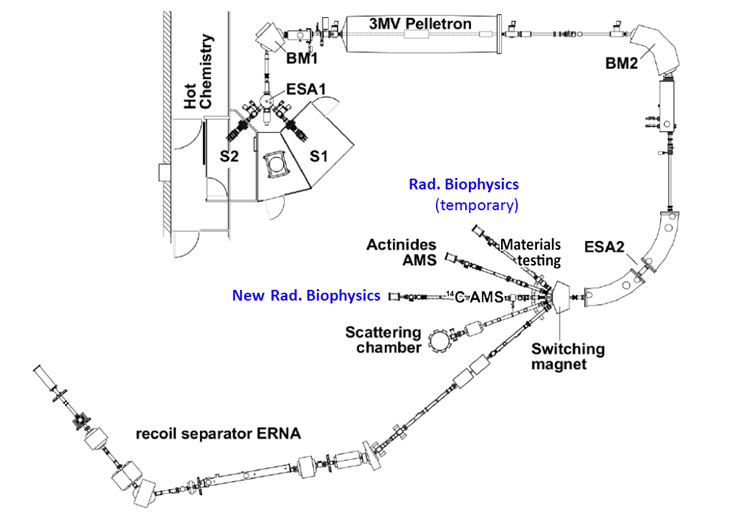 3MV Pelletron
BM1
BM2
Hot
Chemistry
ESA1
S2
S1
Rad. Biophysics
(temporary)
Actinides
AMS
Materials
testing
ESA2
New Rad. Biophysics
¹⁴C-AMS
Scattering
chamber
Switching
magnet
recoil separator ERNA